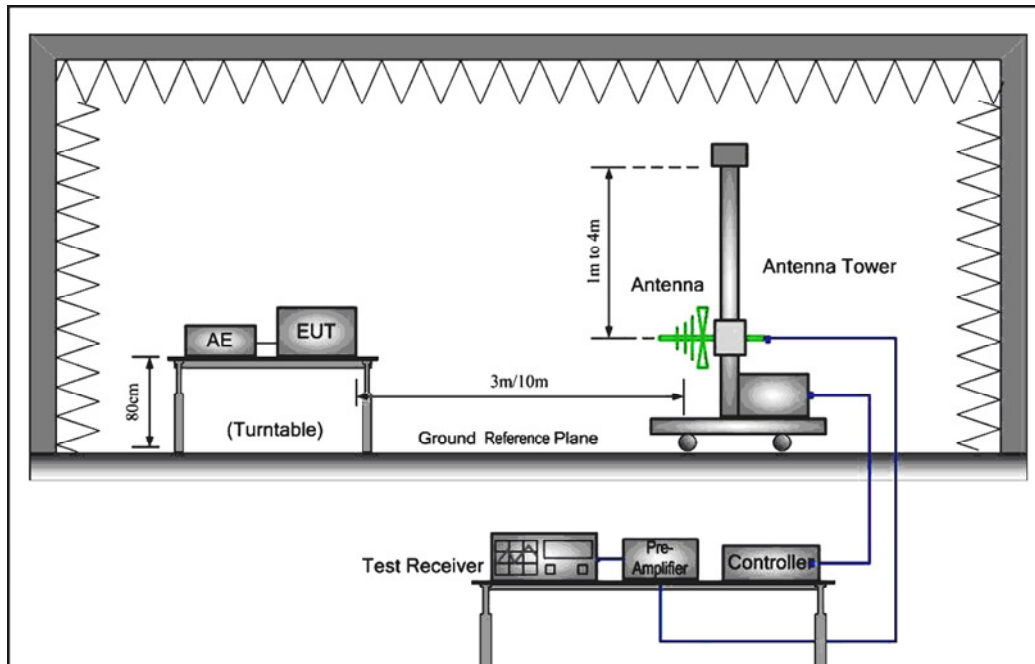 1m to 4m
Antenna
Antenna Tower
AE
EUT
80cm
3m/10m
(Turntable)
Ground Reference Plane
Test Receiver
Pre-
Amplifier
Controller